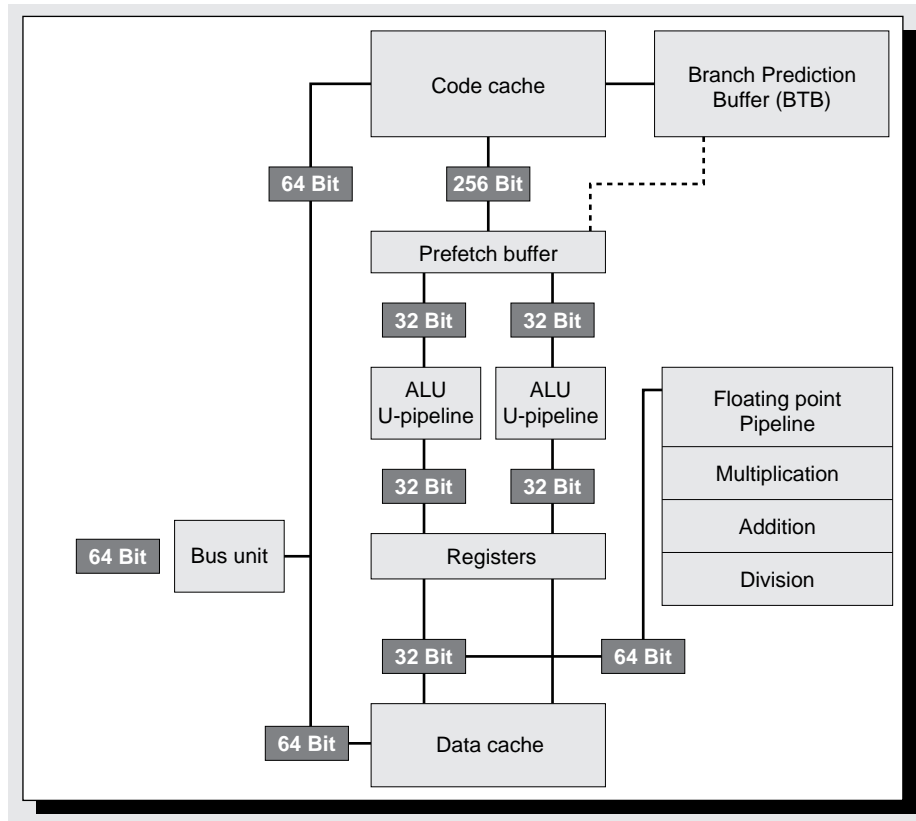 Code cache
Branch Prediction
Buffer (BTB)
64 Bit
256 Bit
Prefetch buffer
32 Bit
32 Bit
ALU
U-pipeline
ALU
U-pipeline
Floating point
Pipeline
Multiplication
Addition
Division
32 Bit
32 Bit
64 Bit
Bus unit
Registers
32 Bit
64 Bit
64 Bit
Data cache